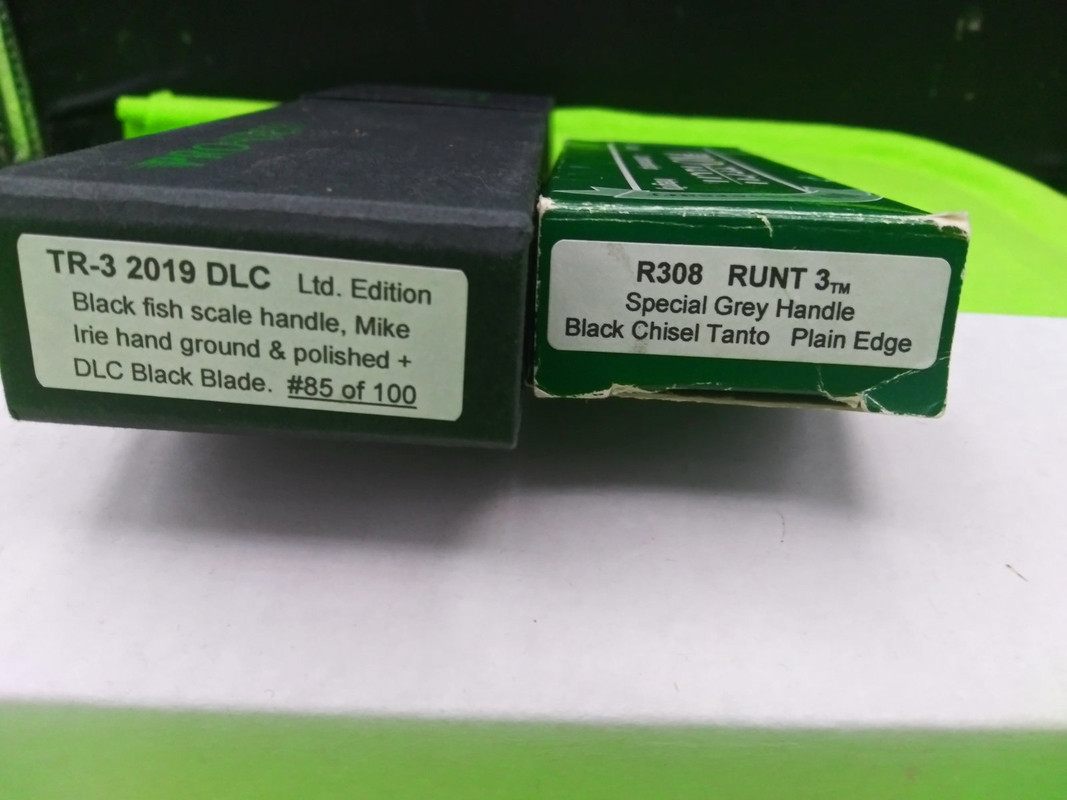 TR-3 2019 DLC Ltd. Edition
Black fish scale handle, Mike
Irie hand ground & polished +
DLC Black Blade. #85 of 100
R308 RUNT 3TM
Special Grey Handle
Black Chisel Tanto Plain Edge